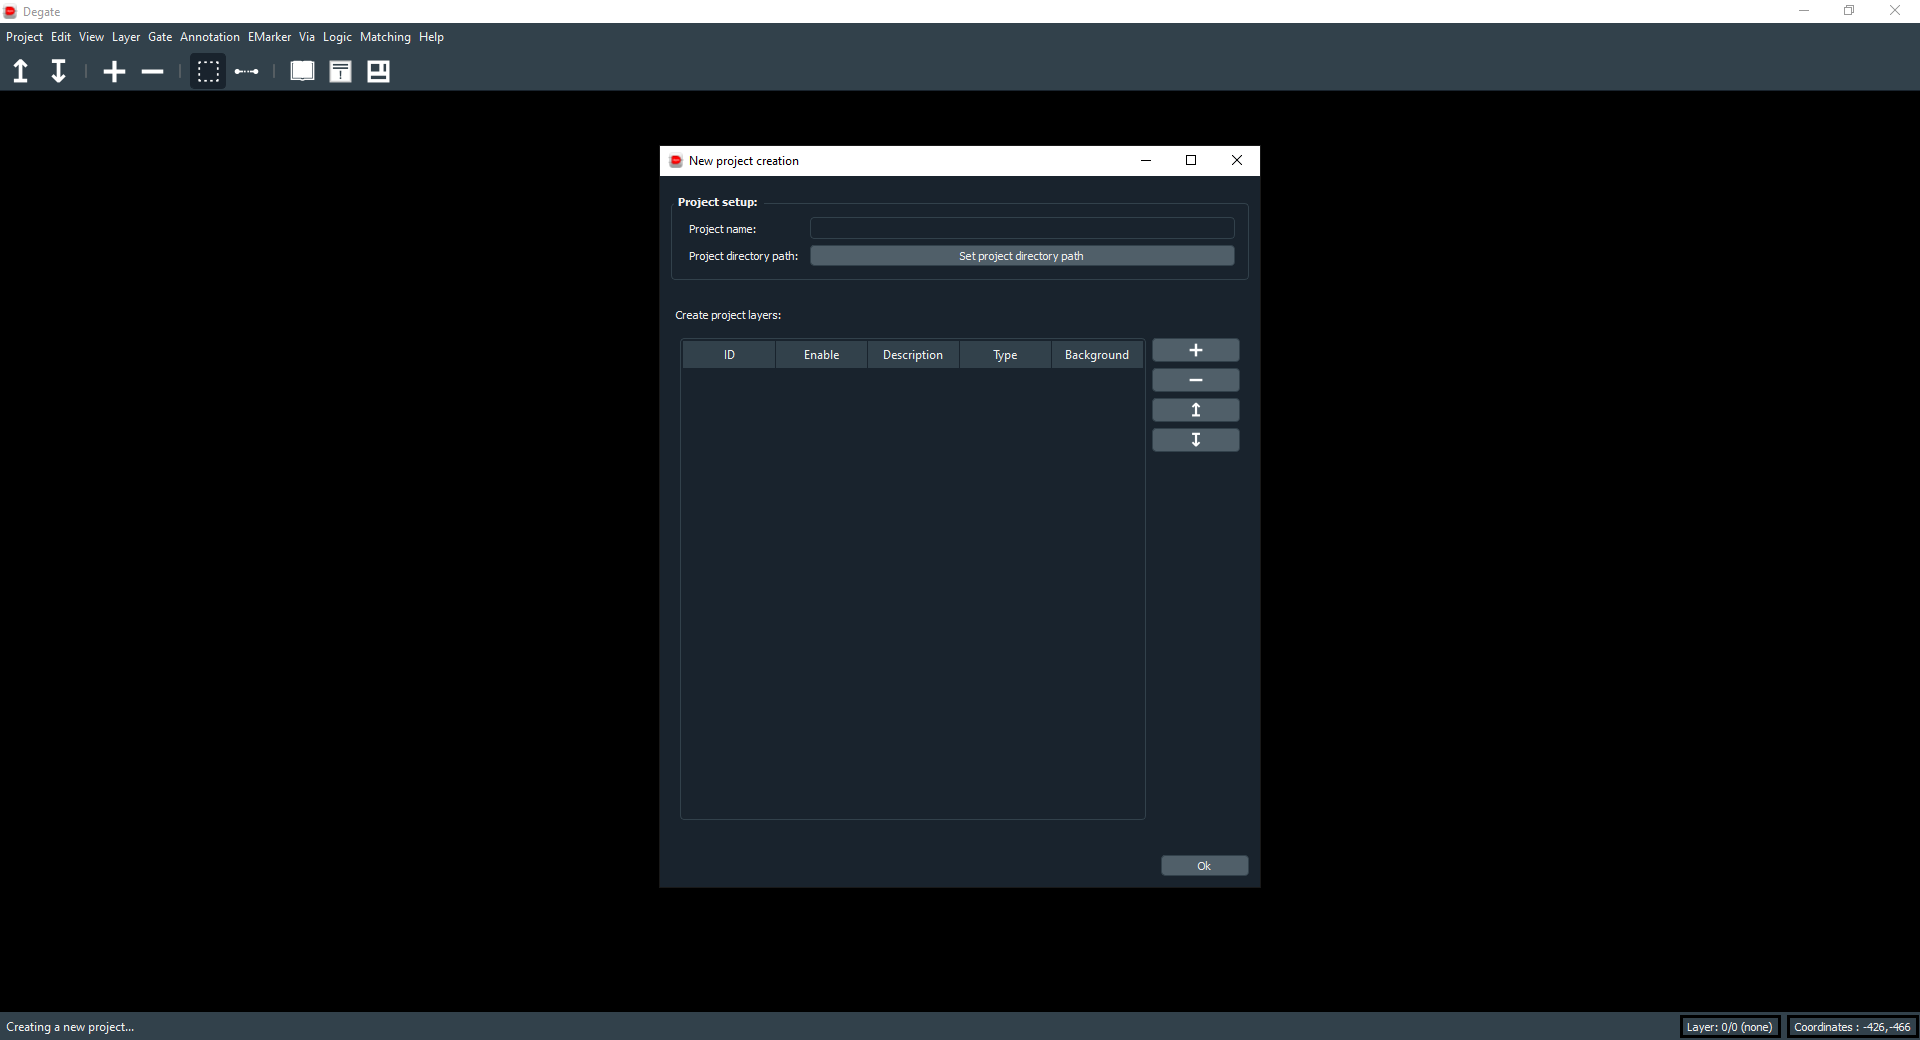 Degate
Project Edit View Layer Gate Annotation EMarker Via Logic Matching Help
New project creation
Project setup:
Project name:
Project directory path: Set project directory path
Create project layers:
ID Enable Description Type Background
Ok
Creating a new project... Layer: 0/0 (none) Coordinates : -426,-466